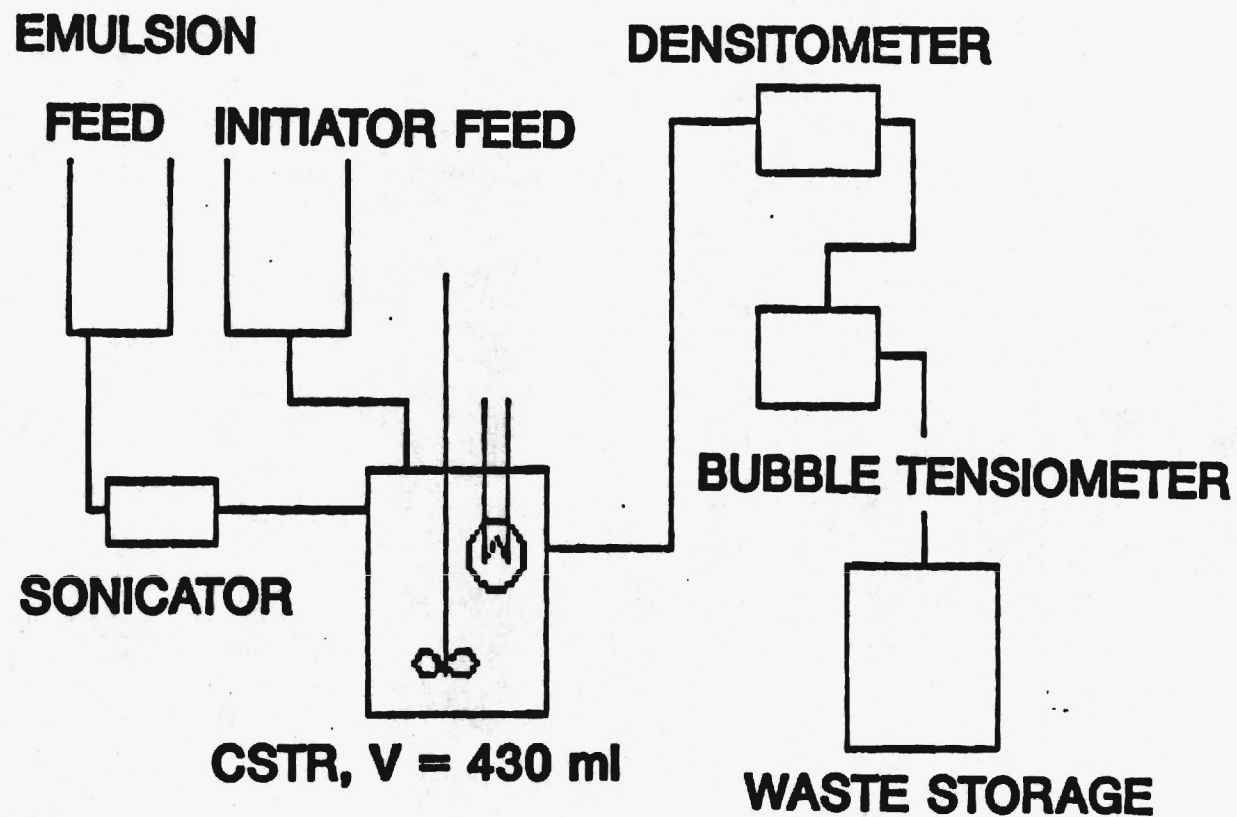 EMULSION
FEED
INITIATOR FEED
DENSITOMETER
BUBBLE TENSIOMETER
SONICATOR
CSTR, V = 430 ml
WASTE STORAGE